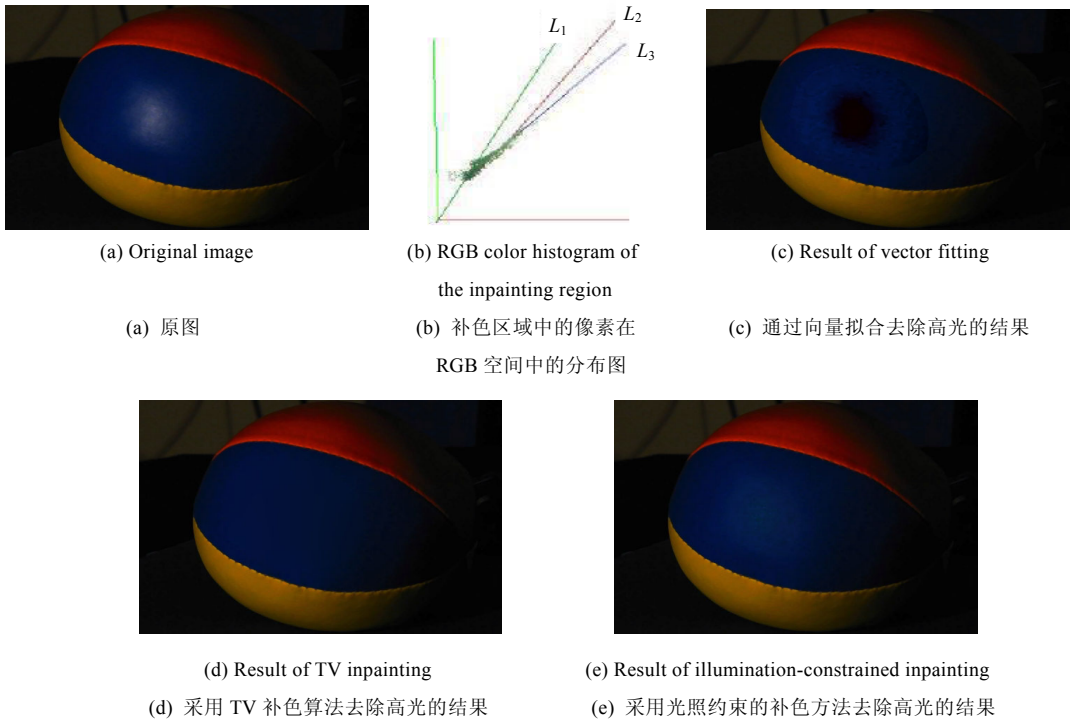 L1
L2
L3
(a) Original image
(b) RGB color histogram of
the inpainting region
(c) Result of vector fitting
(a) 原图
(b) 补色区域中的像素在
RGB 空间中的分布图
(c) 通过向量拟合去除高光的结果
(d) Result of TV inpainting
(e) Result of illumination-constrained inpainting
(d) 采用 TV 补色算法去除高光的结果
(e) 采用光照约束的补色方法去除高光的结果